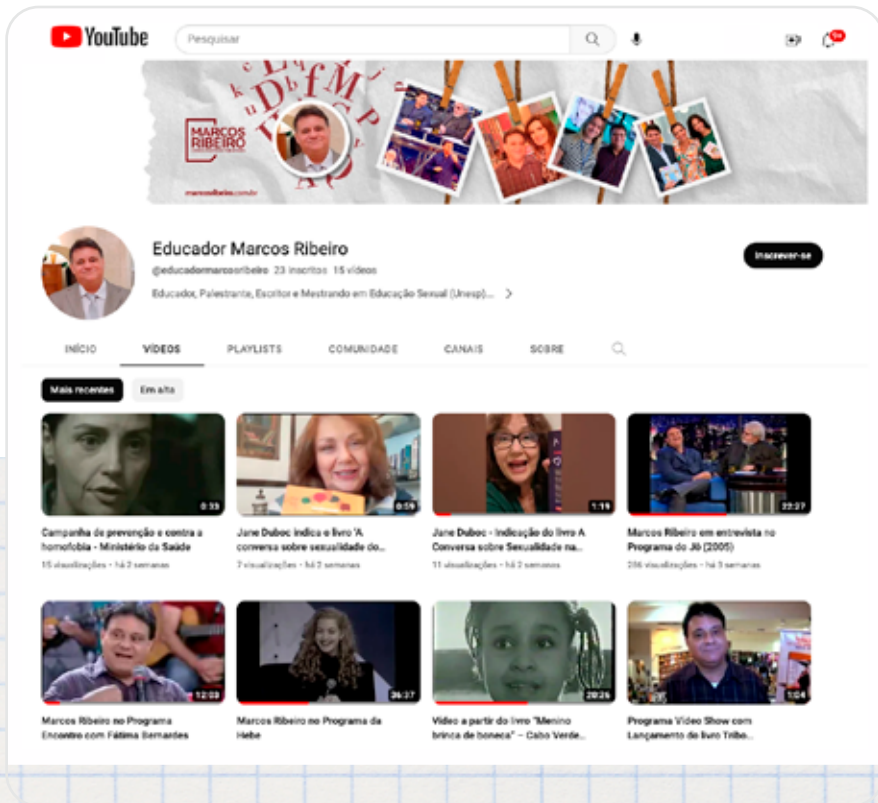 YouTube
Pesquisar
9+
MARCOS
RIBEIRO
marcosribeiro.com.br
Educador Marcos Ribeiro
@educadormarcosribeiro 23 inscritos 15 vídeos
Educador, Palestrante, Escritor e Mestrando em Educação Sexual (Unesp)...
Inscrever-se
INÍCIO VÍDEOS PLAYLISTS COMUNIDADE CANAIS SOBRE
Mais recentes Em alta
0:33 0:59 1:19 22:27
Campanha de prevenção e contra a
homofobia - Ministério da Saúde
15 visualizações • há 2 semanas
Jane Duboc indica o livro 'A
conversa sobre sexualidade do...
7 visualizações • há 2 semanas
Jane Duboc - Indicação do livro A
Conversa sobre Sexualidade na...
11 visualizações • há 2 semanas
Marcos Ribeiro em entrevista no
Programa do Jô (2005)
286 visualizações • há 3 semanas
12:03 36:37 20:26 1:04
Marcos Ribeiro no Programa
Encontro com Fátima Bernardes
Marcos Ribeiro no Programa da
Hebe
Vídeo a partir do livro "Menino
brinca de boneca" – Cabo Verde...
Programa Vídeo Show com
Lançamento do livro Tribo...